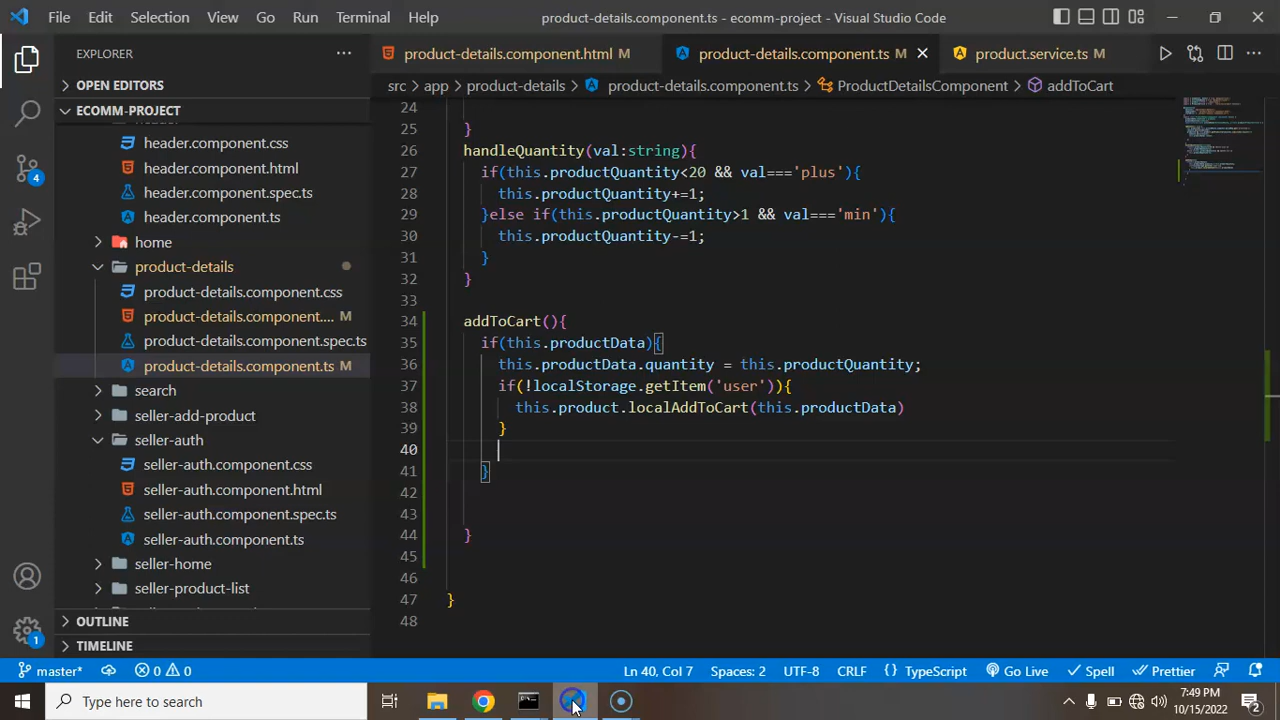 File Edit Selection View Go Run Terminal Help product-details.component.ts - ecomm-project - Visual Studio Code
EXPLORER
product-details.component.html M product-details.component.ts M product.service.ts M
OPEN EDITORS
src app product-details product-details.component.ts ProductDetailsComponent addToCart
ECOMM-PROJECT
header.component.css
header.component.html
header.component.spec.ts
header.component.ts
home
product-details
product-details.component.css
product-details.component.... M
product-details.component.spec.ts
product-details.component.ts M
search
seller-add-product
seller-auth
seller-auth.component.css
seller-auth.component.html
seller-auth.component.spec.ts
seller-auth.component.ts
seller-home
seller-product-list
OUTLINE
TIMELINE
24
25 }
26 handleQuantity(val:string){
27 if(this.productQuantity<20 && val==='plus'){
28 this.productQuantity+=1;
29 }else if(this.productQuantity>1 && val==='min'){
30 this.productQuantity-=1;
31 }
32 }
33
34 addToCart(){
35 if(this.productData){
36 this.productData.quantity = this.productQuantity;
37 if(!localStorage.getItem('user')){
38 this.product.localAddToCart(this.productData)
39 }
40
41 }
42
43
44 }
45
46
47 }
48
4
1
master* 0 0 Ln 40, Col 7 Spaces: 2 UTF-8 CRLF { } TypeScript Go Live Spell Prettier
Type here to search
7:49 PM
10/15/2022
2